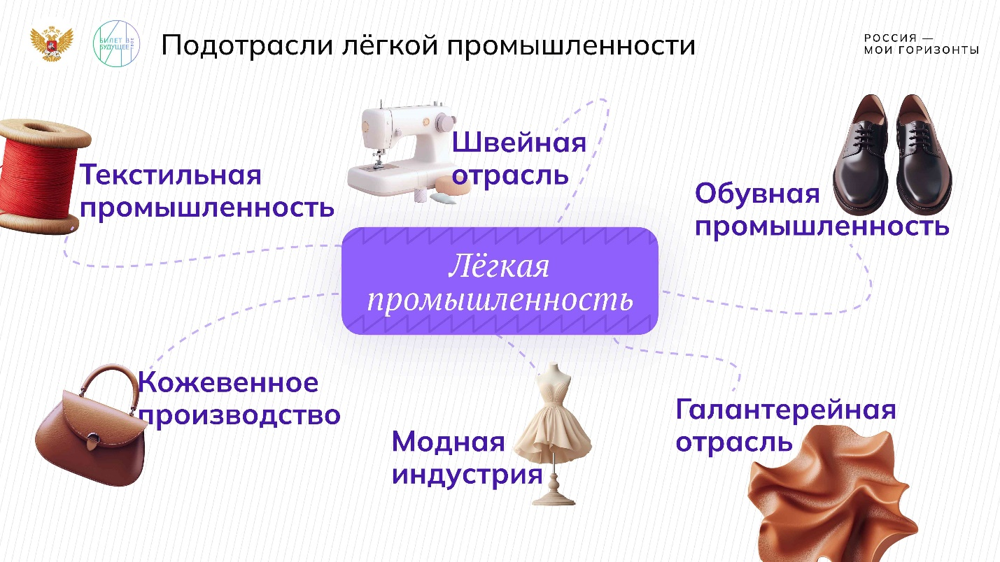 БИЛЕТ В
БУДУЩЕЕ
ТВОЁ
Подотрасли лёгкой промышленности
РОССИЯ —
МОИ ГОРИЗОНТЫ
Текстильная
промышленность
Швейная
отрасль
Обувная
промышленность
Лёгкая
промышленность
Кожевенное
производство
Модная
индустрия
Галантерейная
отрасль